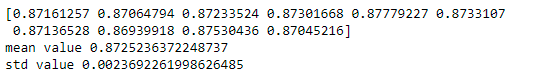 [0.87161257 0.87064794 0.87233524 0.87301668 0.87779227 0.8733107
0.87136528 0.86939918 0.87530436 0.87045216]
mean value 0.8725236372248737
std value 0.0023692261998626485